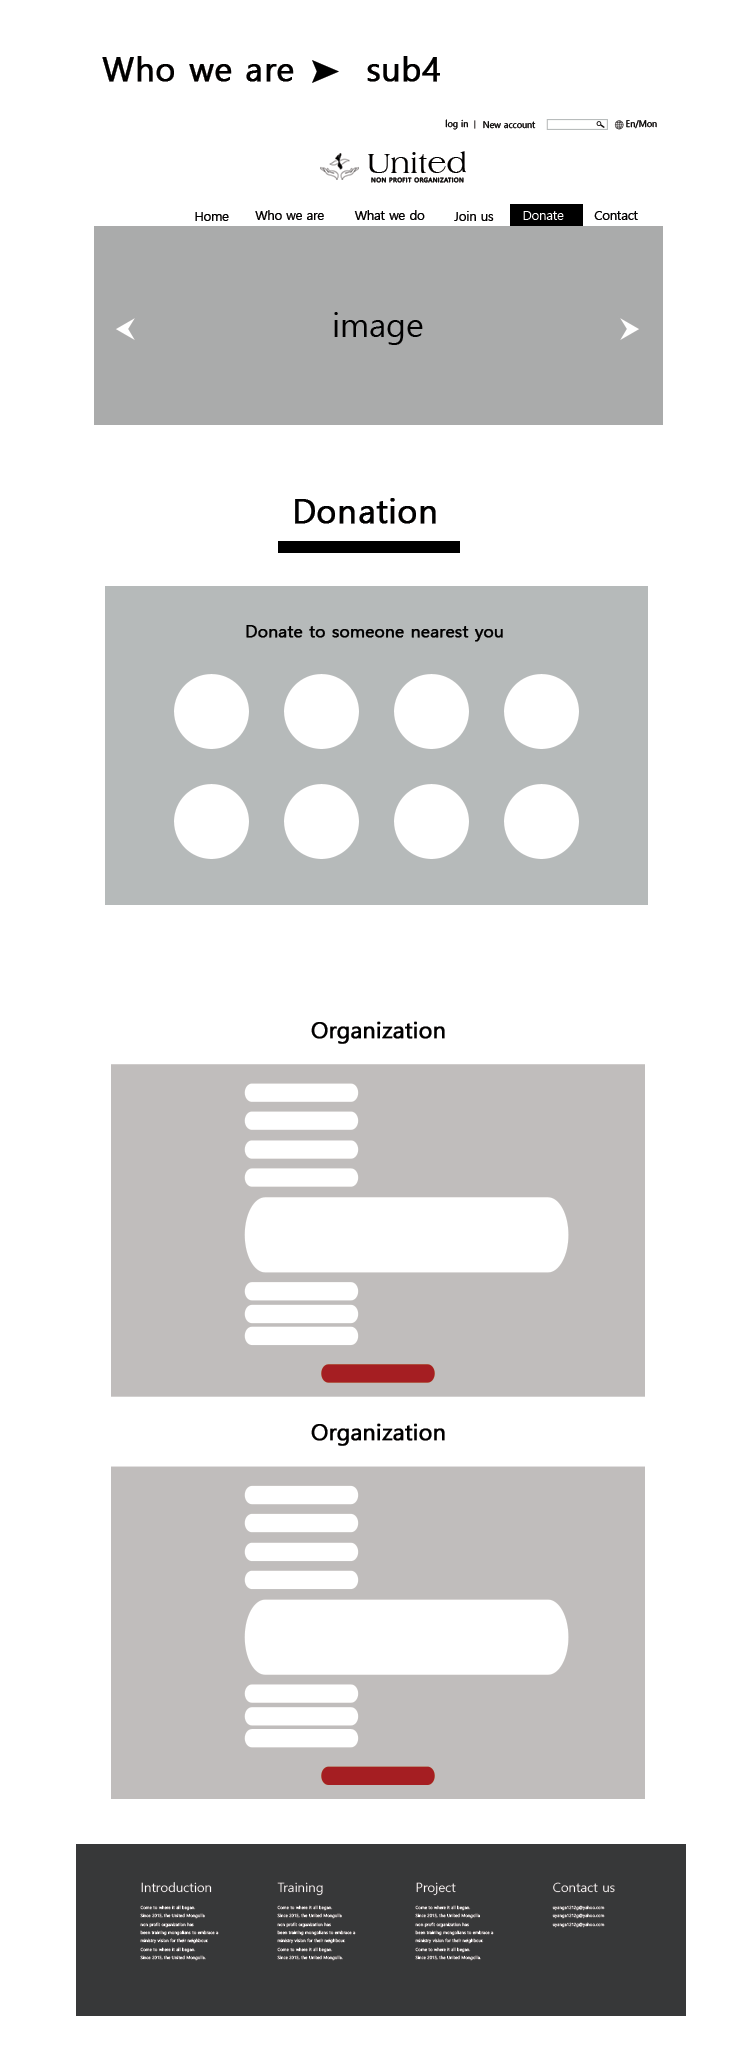 Who we are ➤ sub4
log in | New account En/Mon
United
NON PROFIT ORGANIZATION
Home Who we are What we do Join us Donate Contact
image
Donation
Donate to someone nearest you
Organization
Organization
Introduction Training Project Contact us
Come to where it all began. Come to where it all began. Come to where it all began. oyungs1212g@yahoo.com
Since 2015, the United Mongolia Since 2015, the United Mongolia Since 2015, the United Mongolia
non profit organization has non profit organization has non profit organization has
been training mongolians to embrace a been training mongolians to embrace a been training mongolians to embrace a
ministry vision for their neighbour. ministry vision for their neighbour. ministry vision for their neighbour.
Come to where it all began. Come to where it all began. Come to where it all began.
Since 2015, the United Mongolia. Since 2015, the United Mongolia. Since 2015, the United Mongolia.